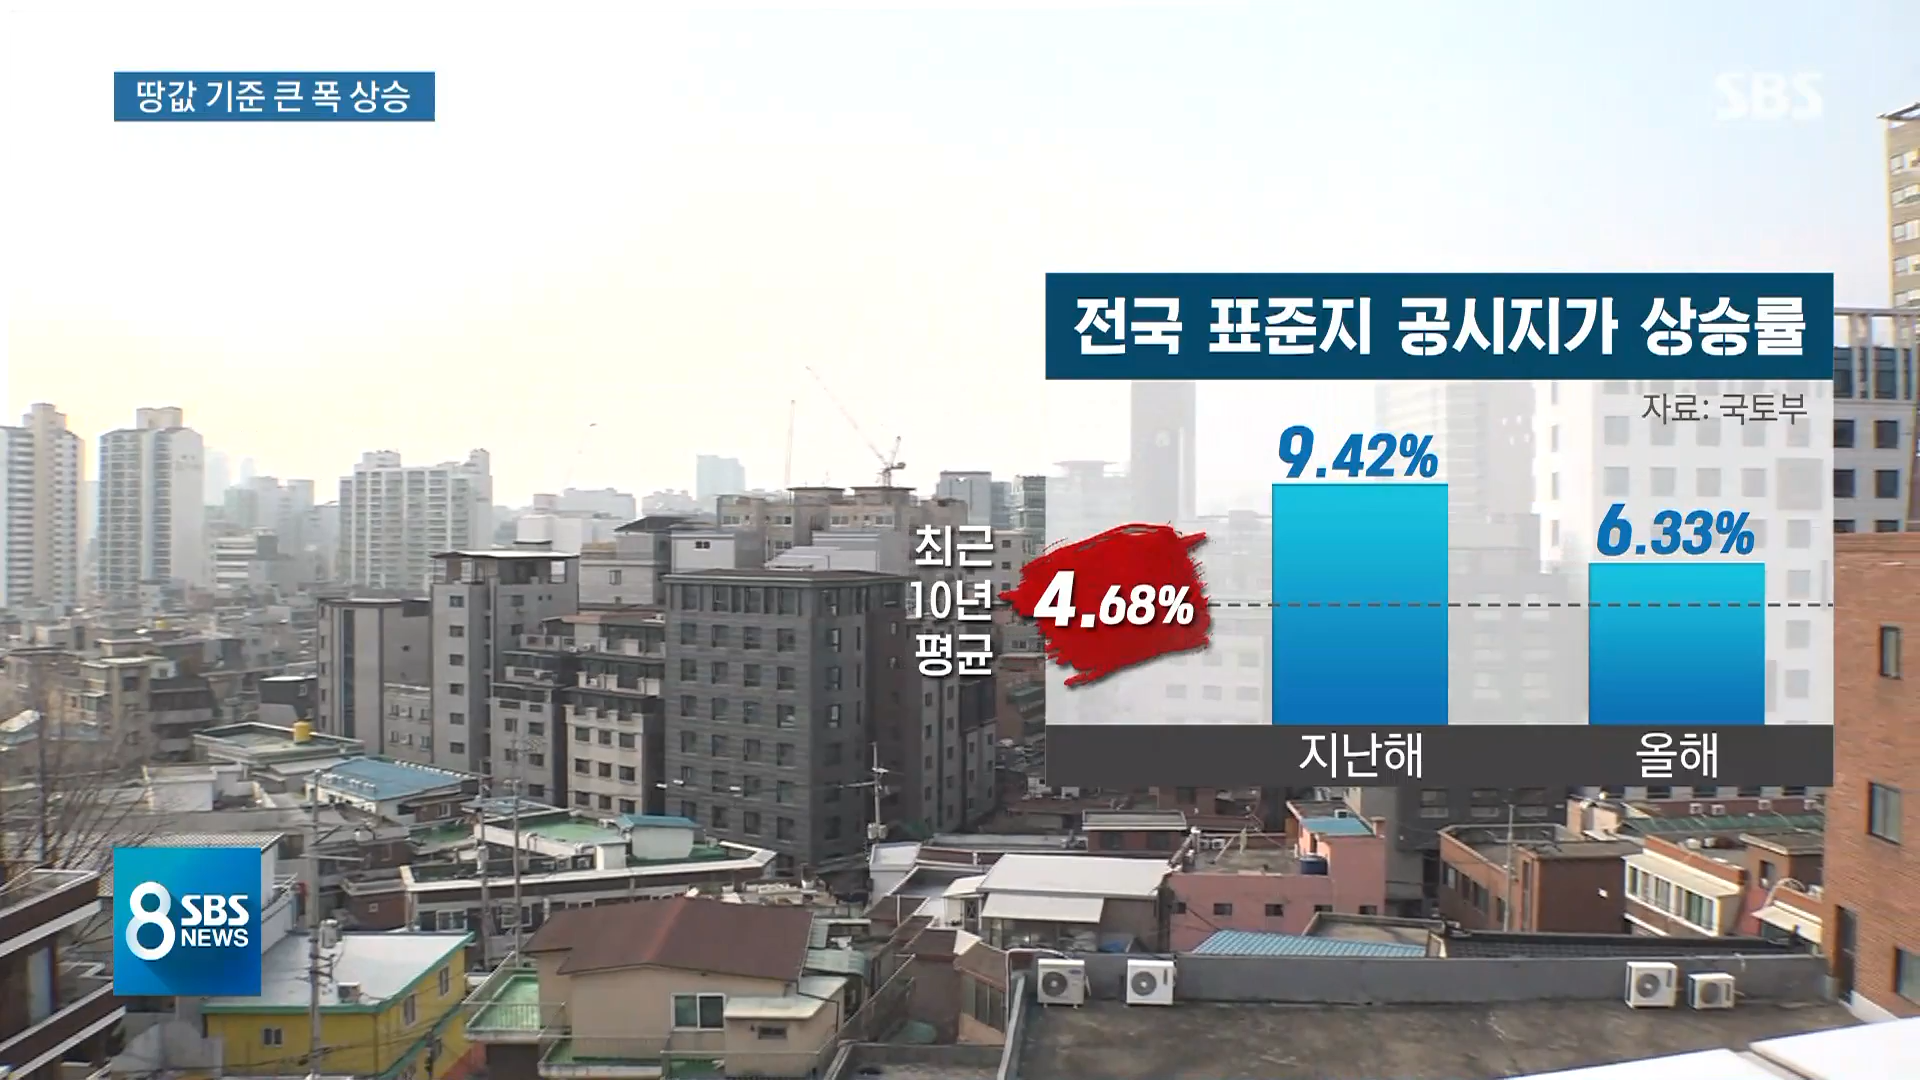 땅값 기준 큰 폭 상승
SBS
전국 표준지 공시지가 상승률
자료: 국토부
9.42%
6.33%
최근
10년
평균
4.68%
지난해
올해
8 SBS
NEWS